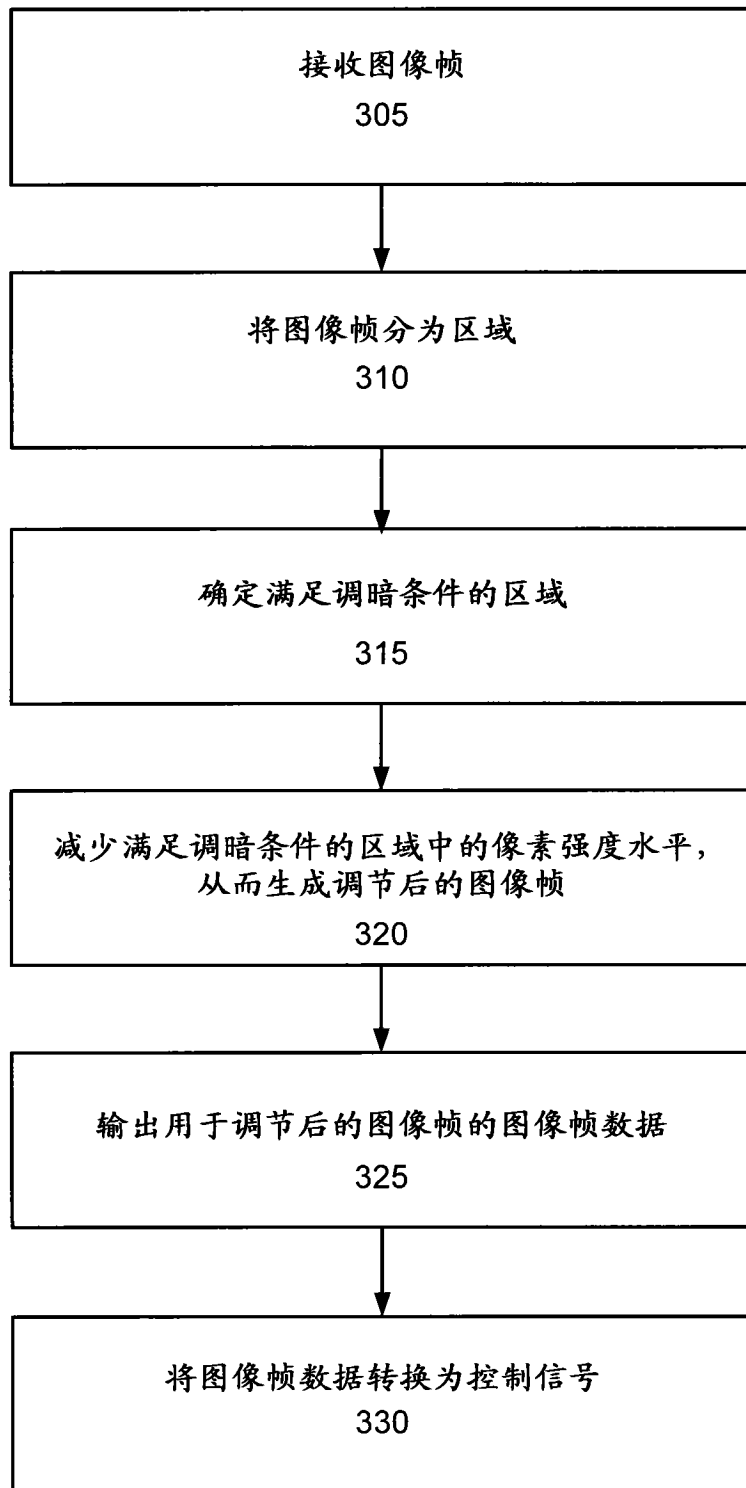 接收图像帧
305
将图像帧分为区域
310
确定满足调暗条件的区域
315
减少满足调暗条件的区域中的像素强度水平，
从而生成调节后的图像帧
320
输出用于调节后的图像帧的图像帧数据
325
将图像帧数据转换为控制信号
330